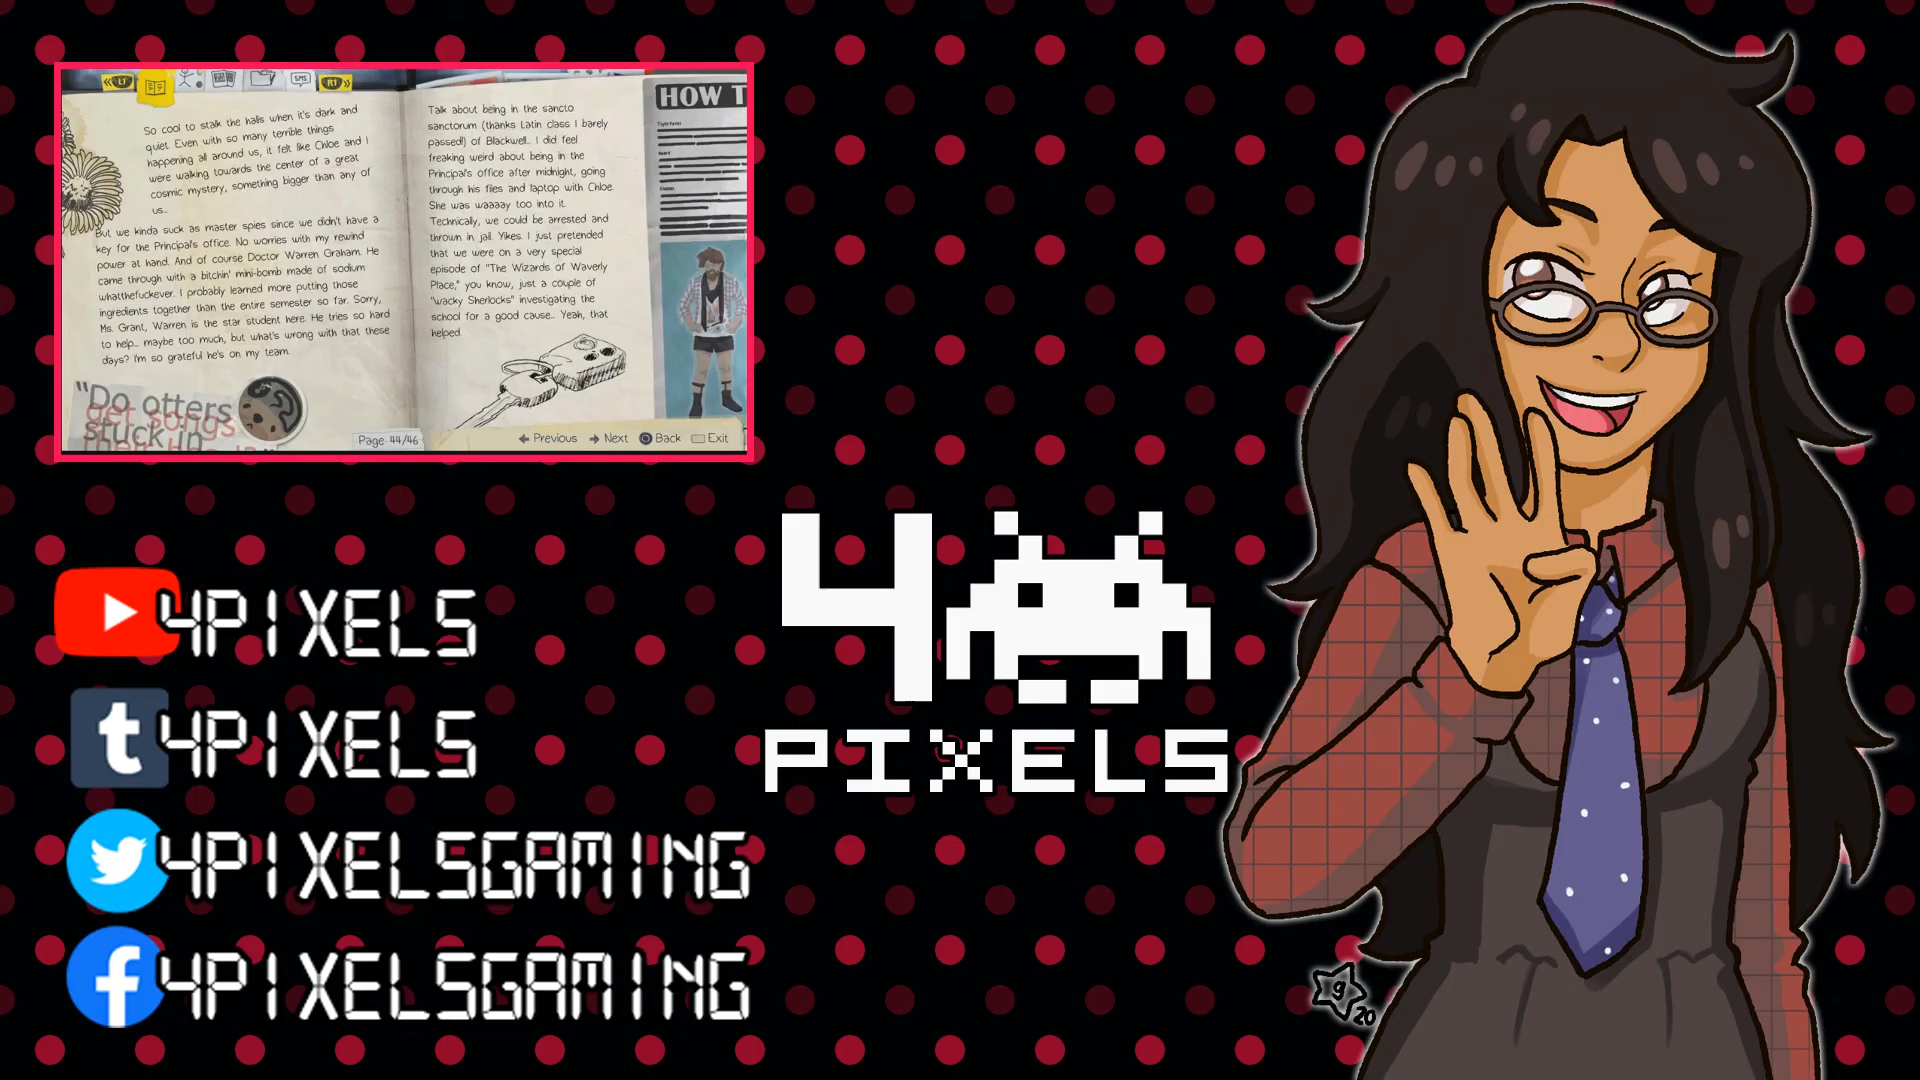 LT
SMS
RT
So cool to stalk the halls when it's dark and
quiet. Even with so many terrible things
happening all around us, it felt like Chloe and I
were walking towards the center of a great
cosmic mystery, something bigger than any of
us...
But we kinda suck as master spies since we didn't have a
key for the Principal's office. No worries with my rewind
power at hand. And of course Doctor Warren Graham. He
came through with a bitchin' mini-bomb made of sodium
whatthefuckever. I probably learned more putting those
ingredients together than the entire semester so far. Sorry,
Ms. Grant, Warren is the star student here. He tries so hard
to help... maybe too much, but what's wrong with that these
days? I'm so grateful he's on my team.
"Do otters
get songs
stuck in
Page 44/46
Talk about being in the sancto
sanctorum (thanks Latin class I barely
passed!) of Blackwell... I did feel
freaking weird about being in the
Principal's office after midnight, going
through his files and laptop with Chloe.
She was waaaay too into it.
Technically, we could be arrested and
thrown in jail. Yikes. I just pretended
that we were on a very special
episode of "The Wizards of Waverly
Place," you know, just a couple of
"wacky Sherlocks" investigating the
school for a good cause... Yeah, that
helped.
HOW T
Previous Next Back Exit
4PIXELS
4PIXELS
4PIXELSGAMING
4PIXELSGAMING
4
PIXELS
g
20